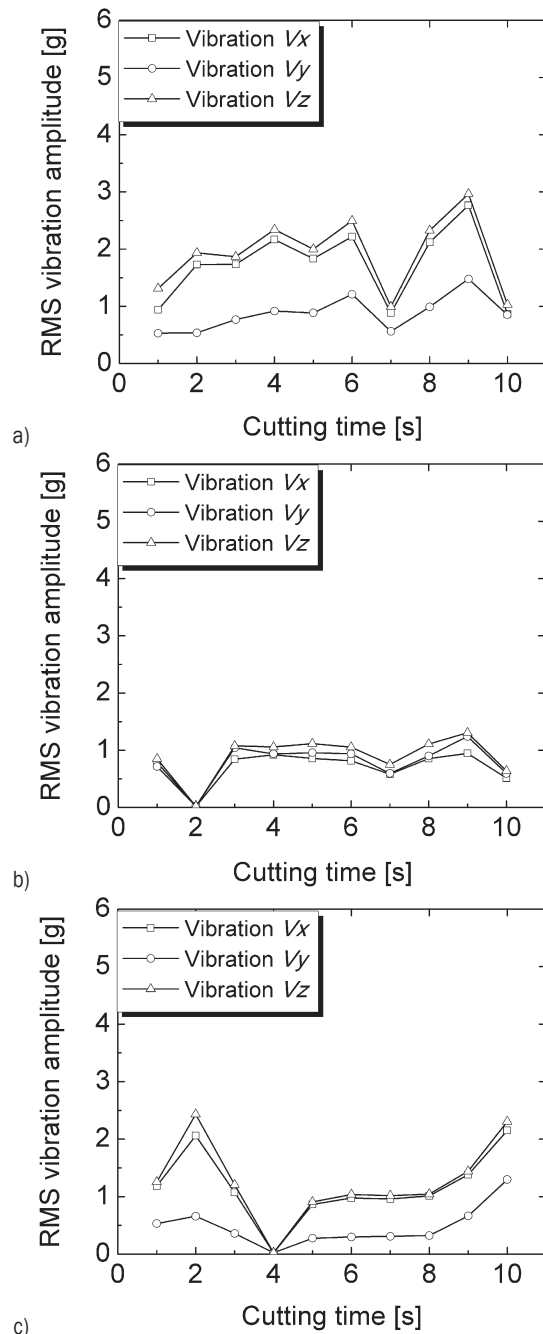 Vibration Vx
Vibration Vy
Vibration Vz
RMS vibration amplitude [g]
6
5
4
3
2
1
0
0 2 4 6 8 10
Cutting time [s]
a)
Vibration Vx
Vibration Vy
Vibration Vz
RMS vibration amplitude [g]
6
5
4
3
2
1
0
0 2 4 6 8 10
Cutting time [s]
b)
Vibration Vx
Vibration Vy
Vibration Vz
RMS vibration amplitude [g]
6
5
4
3
2
1
0
0 2 4 6 8 10
Cutting time [s]
c)